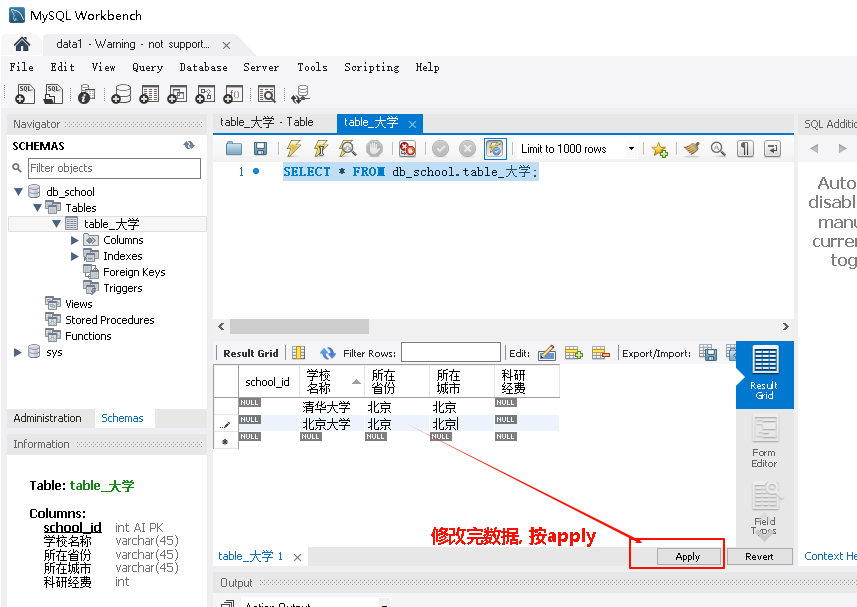 MySQL Workbench
data1 - Warning - not support...
File Edit View Query Database Server Tools Scripting Help
Navigator
SCHEMAS
Filter objects
db_school
Tables
table_大学
Columns
Indexes
Foreign Keys
Triggers
Views
Stored Procedures
Functions
sys
Administration Schemas
Information
Table: table_大学
Columns:
school_id int AI PK
学校名称 varchar(45)
所在省份 varchar(45)
所在城市 varchar(45)
科研经费 int
table_大学 - Table table_大学
Limit to 1000 rows
1 SELECT * FROM db_school.table_大学;
Result Grid Filter Rows: Edit: Export/Import:
school_id 学校名称 所在省份 所在城市 科研经费
NULL 清华大学 北京 北京 NULL
NULL 北京大学 北京 北京 NULL
NULL NULL NULL NULL NULL
Result Grid
Form Editor
Field Types
修改完数据, 按apply
table_大学 1
Apply Revert
Output
Action Output
SQL Additio
Auto
disabl
manu
curre
tog
Context He